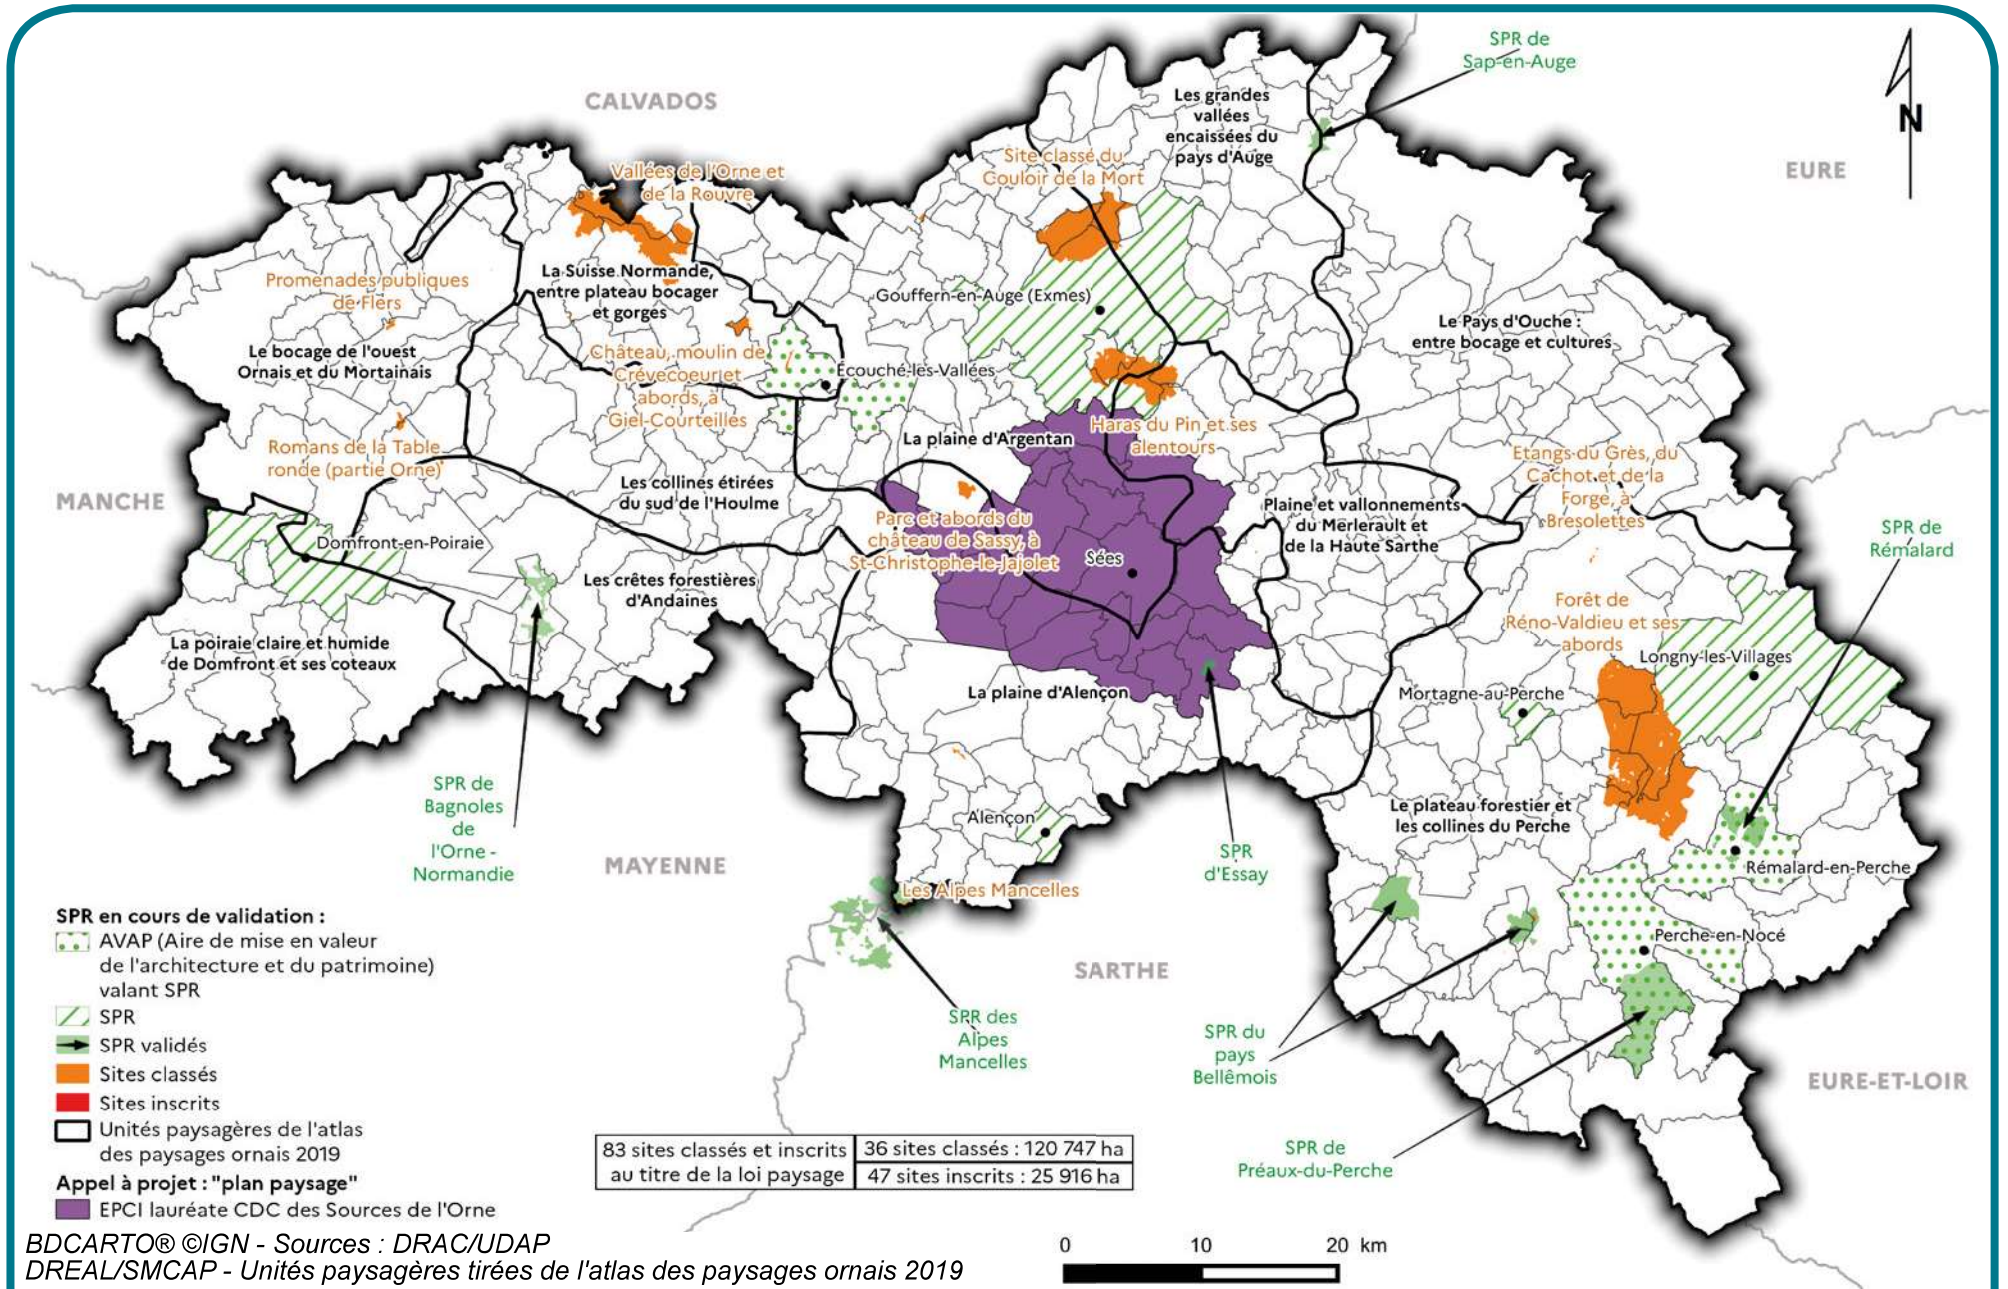 SPR de
Sap-en-Auge
N
CALVADOS
EURE
Les grandes
vallées
encaissées du
pays d'Auge
Site classé du
Couloir de la Mort
Vallées de l'Orne et
de la Rouvre
Promenades publiques
de Flers
La Suisse Normande,
entre plateau bocager
et gorges
Gouffern-en-Auge (Exmes)
Le Pays d'Ouche :
entre bocage et cultures
Le bocage de l'ouest
Ornais et du Mortainais
Château, moulin de
Crévecoeur et
abords, à
Giel-Courteilles
Écouché-les-Vallées
Romans de la Table
ronde (partie Orne)
La plaine d'Argentan
Haras du Pin et ses
alentours
Etangs du Grès, du
Cachot et de la
Forge, à
Bresolettes
MANCHE
Les collines étirées
du sud de l'Houlme
Plaine et vallonnements
du Merlerault et
de la Haute Sarthe
Parc et abords du
château de Sassy, à
St-Christophe-le-Jajolet
SPR de
Rémalard
Domfront-en-Poiraie
Sées
Les crêtes forestières
d'Andaines
Forêt de
Réno-Valdieu et ses
abords
La poiraie claire et humide
de Domfront et ses coteaux
Longny-les-Villages
La plaine d'Alençon
Mortagne-au-Perche
SPR de
Bagnoles
de
l'Orne -
Normandie
Alençon
Le plateau forestier et
les collines du Perche
MAYENNE
SPR
d'Essay
Rémalard-en-Perche
Les Alpes Mancelles
Perche-en-Nocé
SARTHE
SPR des
Alpes
Mancelles
SPR du
pays
Bellêmois
EURE-ET-LOIR
SPR de
Préaux-du-Perche
SPR en cours de validation :
AVAP (Aire de mise en valeur
de l'architecture et du patrimoine)
valant SPR
SPR
SPR validés
Sites classés
Sites inscrits
Unités paysagères de l'atlas
des paysages ornais 2019
Appel à projet : "plan paysage"
EPCI lauréate CDC des Sources de l'Orne
83 sites classés et inscrits
au titre de la loi paysage
36 sites classés : 120 747 ha
47 sites inscrits : 25 916 ha
BDCARTO® ©IGN - Sources : DRAC/UDAP
DREAL/SMCAP - Unités paysagères tirées de l'atlas des paysages ornais 2019
0 10 20 km